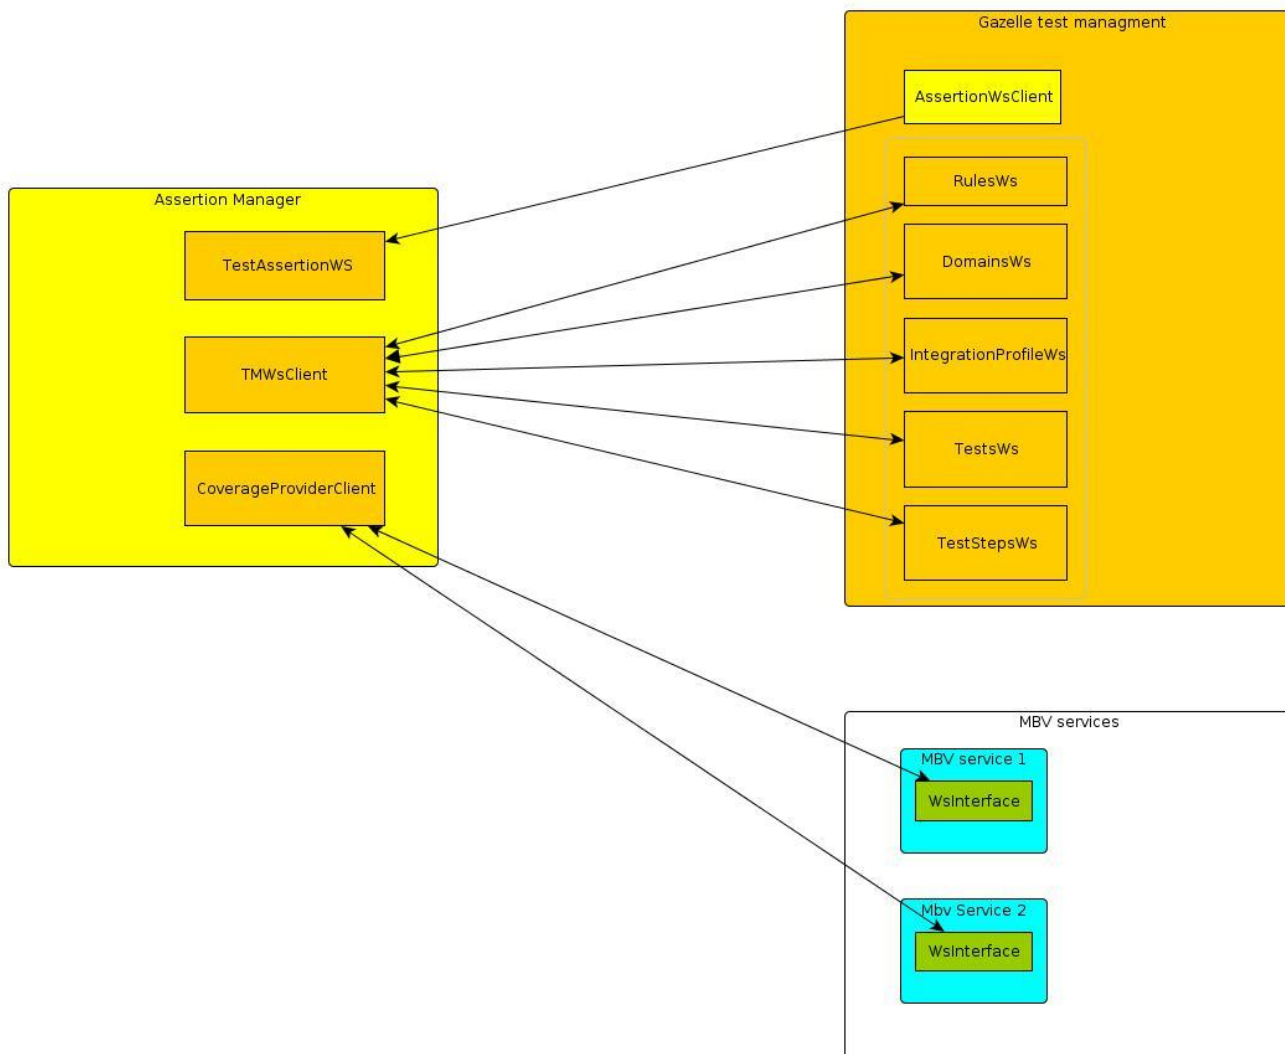 Gazelle test managment
AssertionWsClient
RulesWs
DomainsWs
IntegrationProfileWs
TestsWs
TestStepsWs
Assertion Manager
TestAssertionWS
TMWsClient
CoverageProviderClient
MBV services
MBV service 1
WsInterface
Mbv Service 2
WsInterface